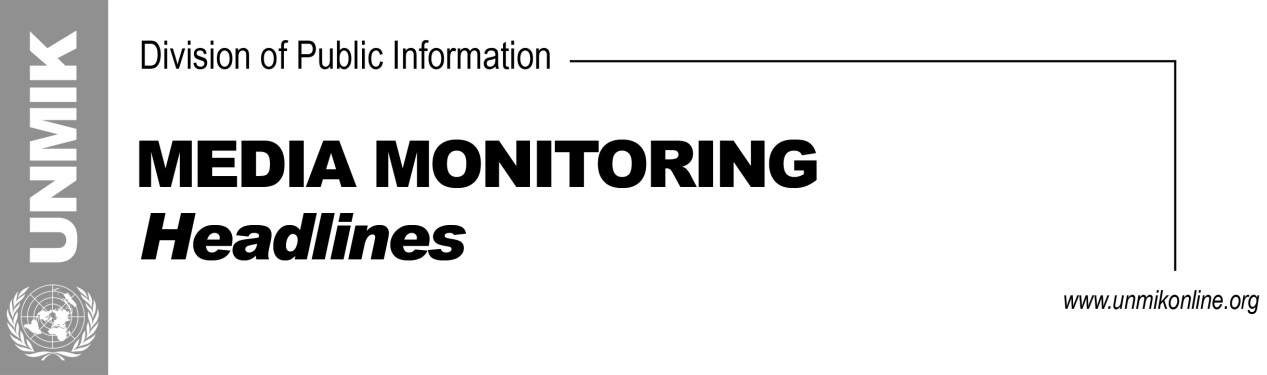 UNMIK
Division of Public Information
MEDIA MONITORING
Headlines
www.unmikonline.org